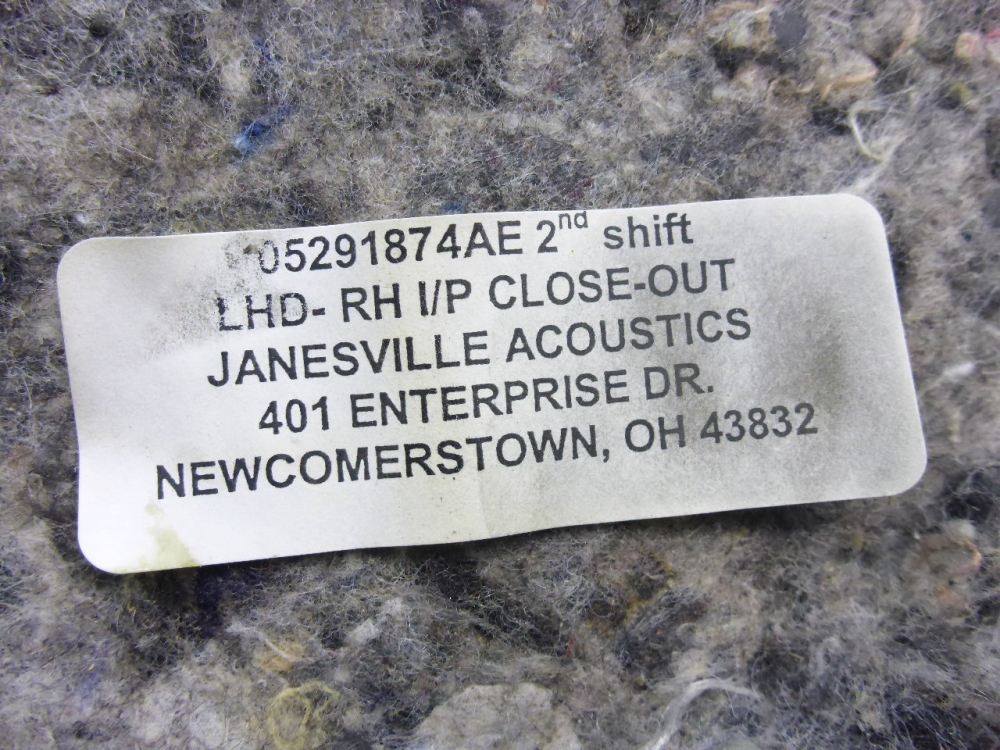 05291874AE 2nd shift
LHD- RH I/P CLOSE-OUT
JANESVILLE ACOUSTICS
401 ENTERPRISE DR.
NEWCOMERSTOWN, OH 43832